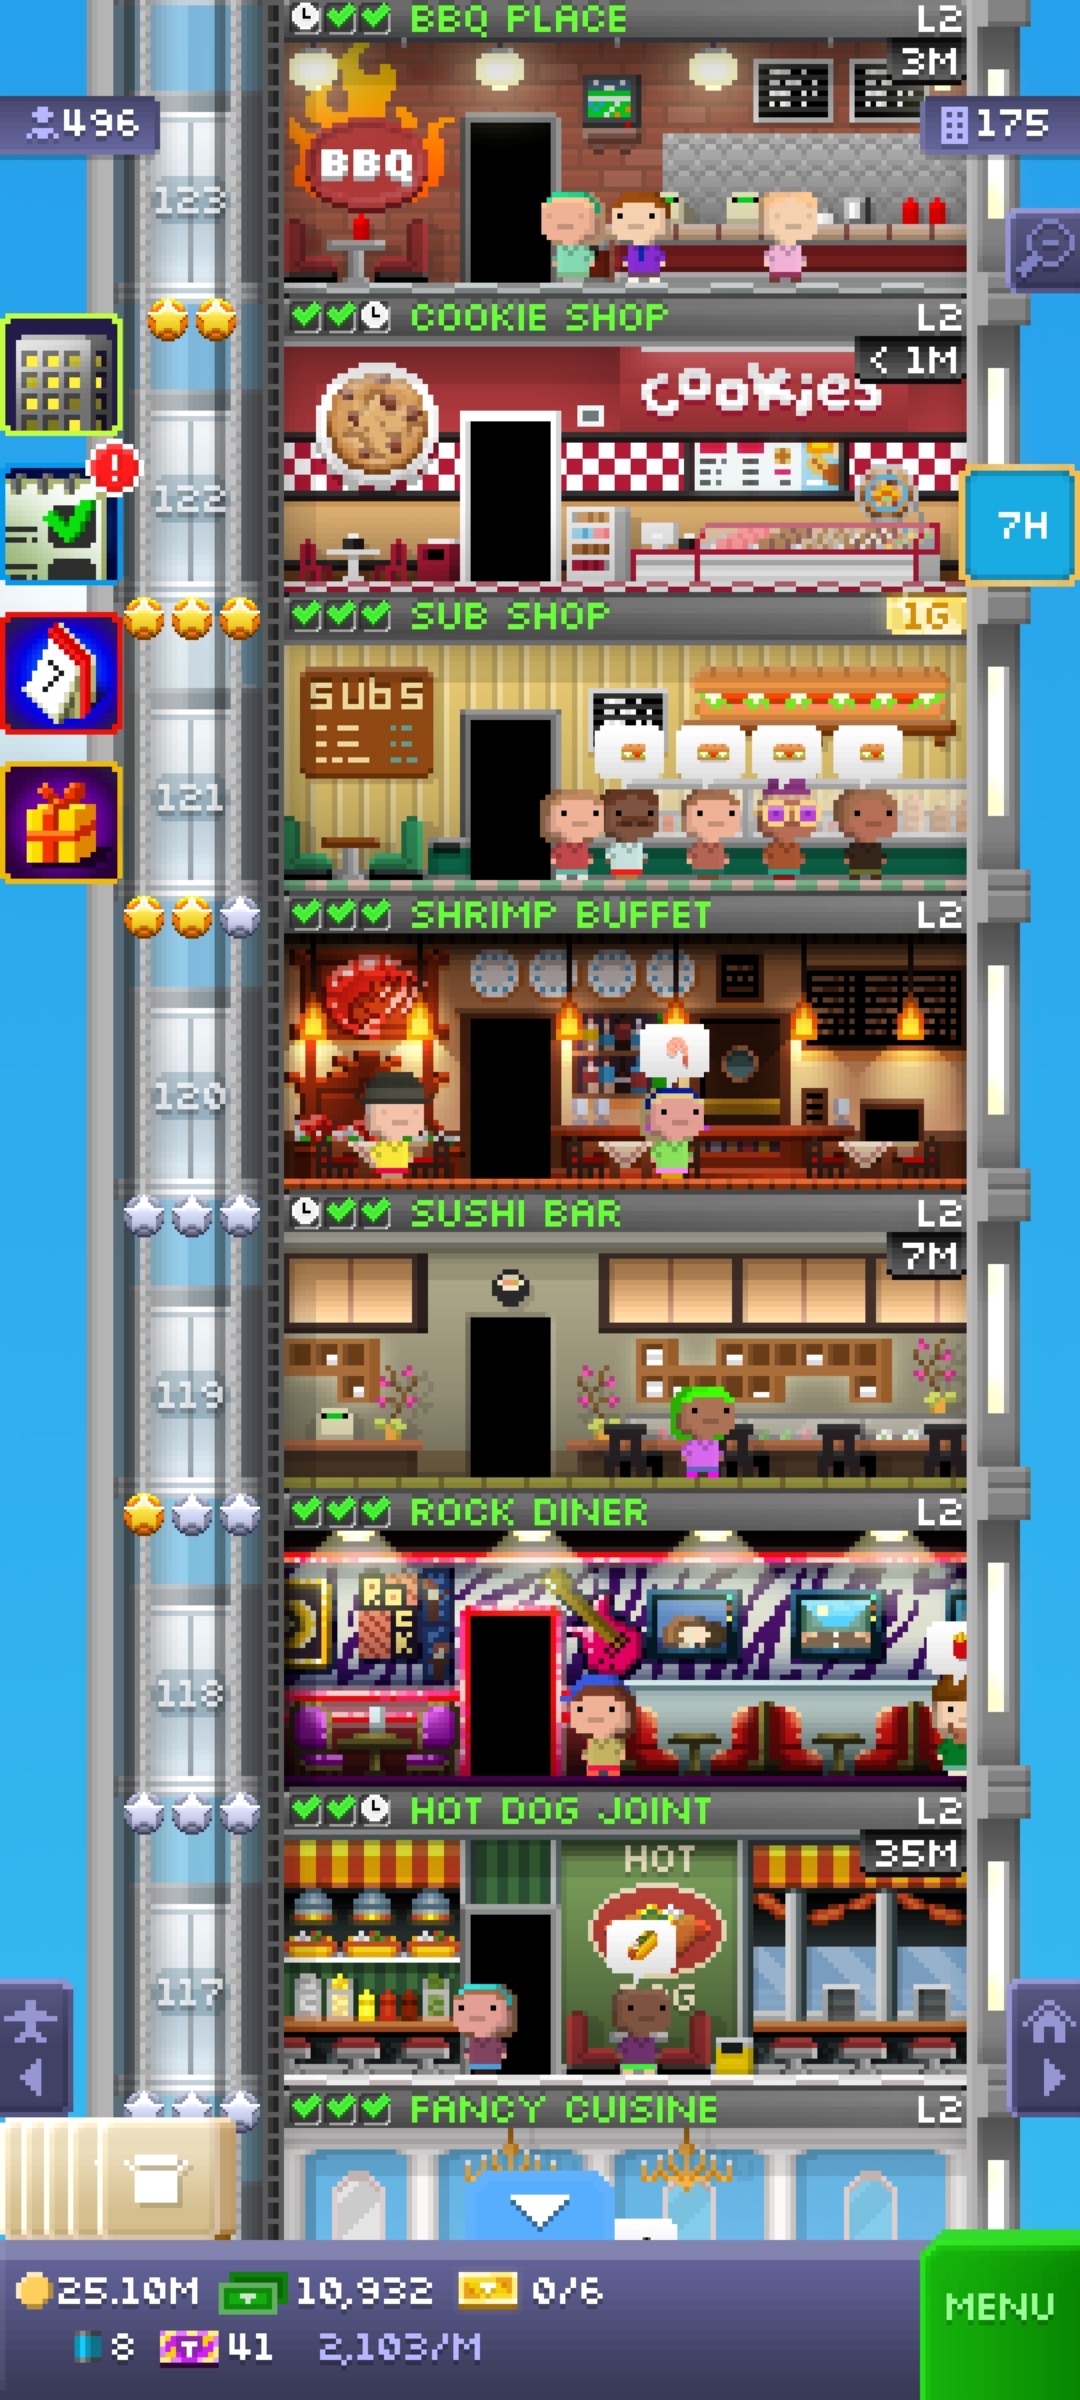 BBQ PLACE L2
3M
496
175
BBQ
123
COOKIE SHOP L2
< 1M
cookies
122
7H
SUB SHOP 1G
subs
121
SHRIMP BUFFET L2
120
SUSHI BAR L2
7M
119
ROCK DINER L2
118
HOT DOG JOINT L2
35M
HOT
117
FANCY CUISINE L2
25.10M 10,932 0/6
MENU
8 T 41 2,103/M